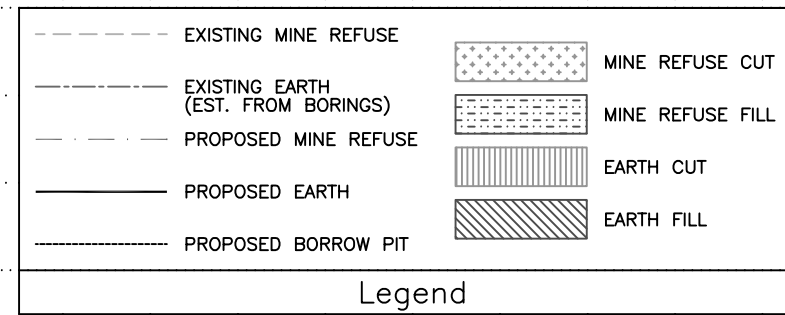 EXISTING MINE REFUSE
EXISTING EARTH
(EST. FROM BORINGS)
PROPOSED MINE REFUSE
PROPOSED EARTH
PROPOSED BORROW PIT
MINE REFUSE CUT
MINE REFUSE FILL
EARTH CUT
EARTH FILL
Legend